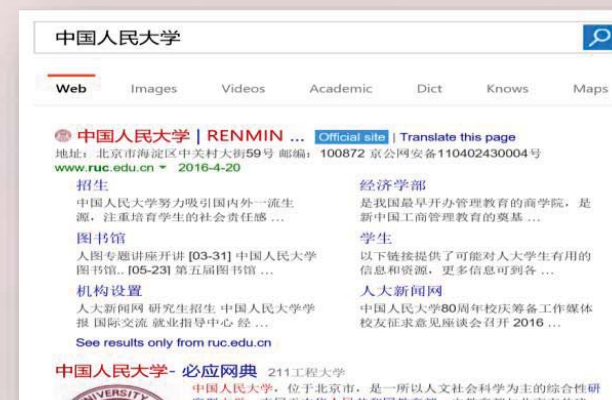 中国人民大学
Web Images Videos Academic Dict Knows Maps
中国人民大学 | RENMIN ... Official site | Translate this page
地址：北京市海淀区中关村大街59号 邮编：100872 京公网安备110402430004号
www.ruc.edu.cn 2016-4-20
招生
中国人民大学努力吸引国内外一流生
源，注重培育学生的社会责任感 ...
经济学部
是我国最早开办管理教育的商学院，是
新中国工商管理教育的奠基 ...
图书馆
人图专题讲座开讲 [03-31] 中国人民大学
图书馆.. [05-23] 第五届图书馆 ...
学生
以下链接提供了可能对人大学生有用的
信息和资源，更多信息可到各 ...
机构设置
人大新闻网 研究生招生 中国人民大学学
报 国际交流 就业指导中心 经 ...
人大新闻网
中国人民大学80周年校庆筹备工作媒体
校友征求意见座谈会召开 2016 ...
See results only from ruc.edu.cn
中国人民大学- 必应网典 211工程大学
中国人民大学，位于北京市，是一所以人文社会科学为主的综合性研
VERSITY